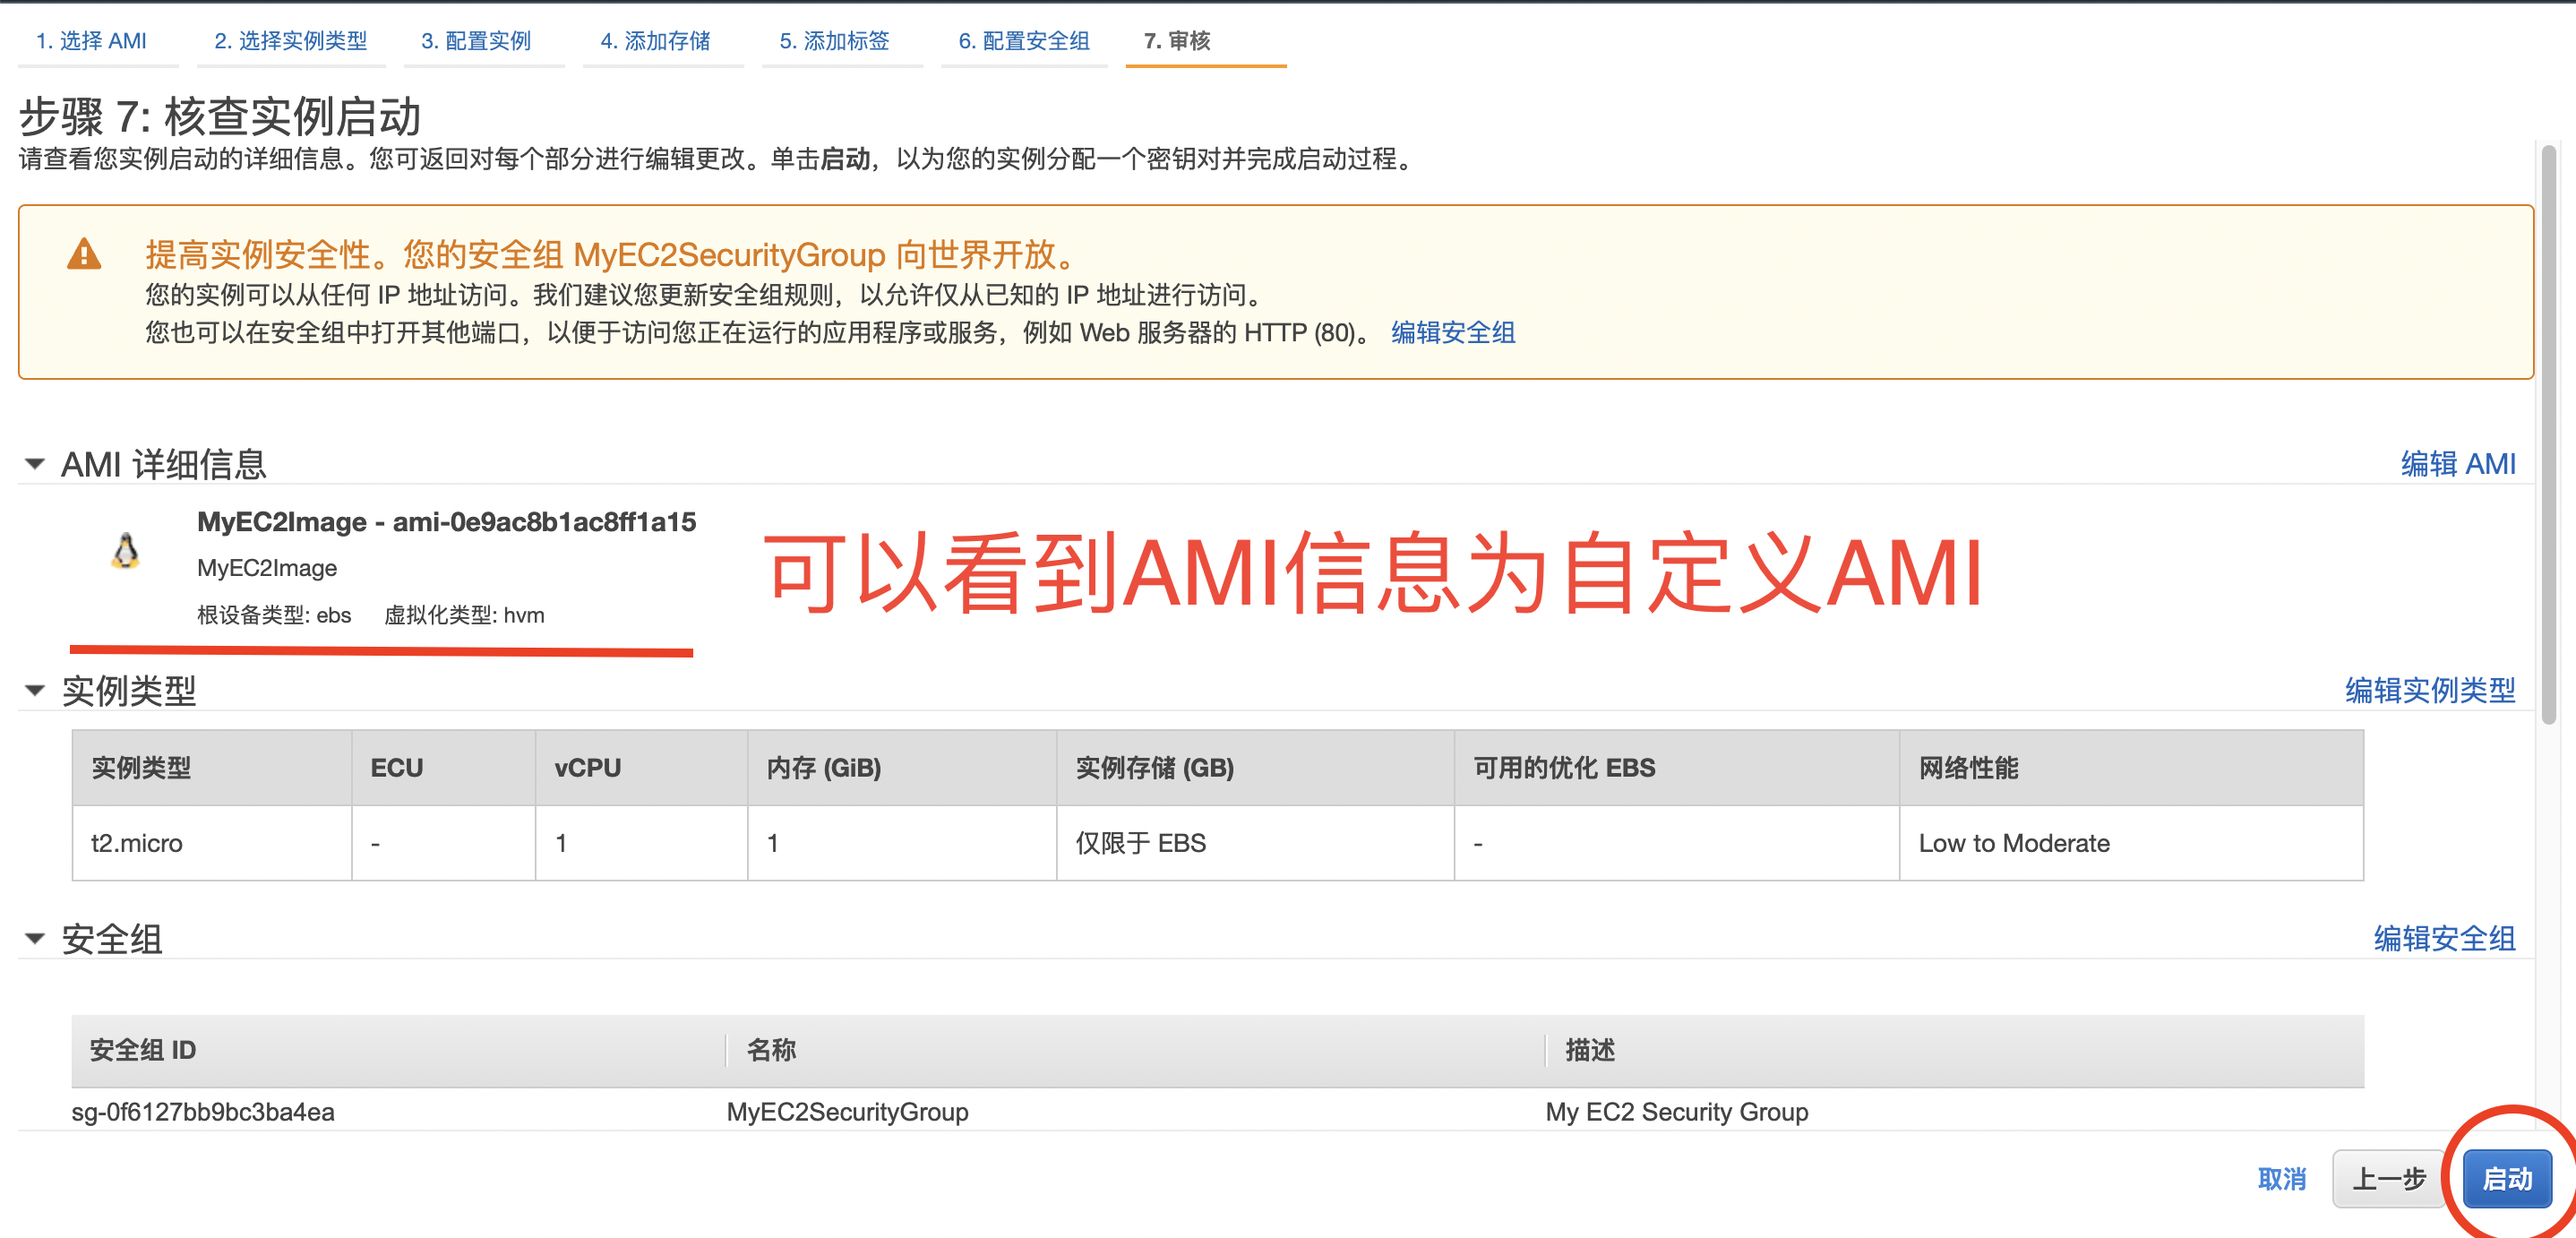 1. 选择 AMI 2. 选择实例类型 3. 配置实例 4. 添加存储 5. 添加标签 6. 配置安全组 7. 审核
步骤 7: 核查实例启动
请查看您实例启动的详细信息。您可返回对每个部分进行编辑更改。单击启动，以为您的实例分配一个密钥对并完成启动过程。
提高实例安全性。您的安全组 MyEC2SecurityGroup 向世界开放。
您的实例可以从任何 IP 地址访问。我们建议您更新安全组规则，以允许仅从已知的 IP 地址进行访问。
您也可以在安全组中打开其他端口，以便于访问您正在运行的应用程序或服务，例如 Web 服务器的 HTTP (80)。 编辑安全组
AMI 详细信息 编辑 AMI
MyEC2Image - ami-0e9ac8b1ac8ff1a15
MyEC2Image
根设备类型: ebs 虚拟化类型: hvm
可以看到AMI信息为自定义AMI
实例类型 编辑实例类型
实例类型 ECU vCPU 内存 (GiB) 实例存储 (GB) 可用的优化 EBS 网络性能
t2.micro - 1 1 仅限于 EBS - Low to Moderate
安全组 编辑安全组
安全组 ID 名称 描述
sg-0f6127bb9bc3ba4ea MyEC2SecurityGroup My EC2 Security Group
取消 上一步 启动